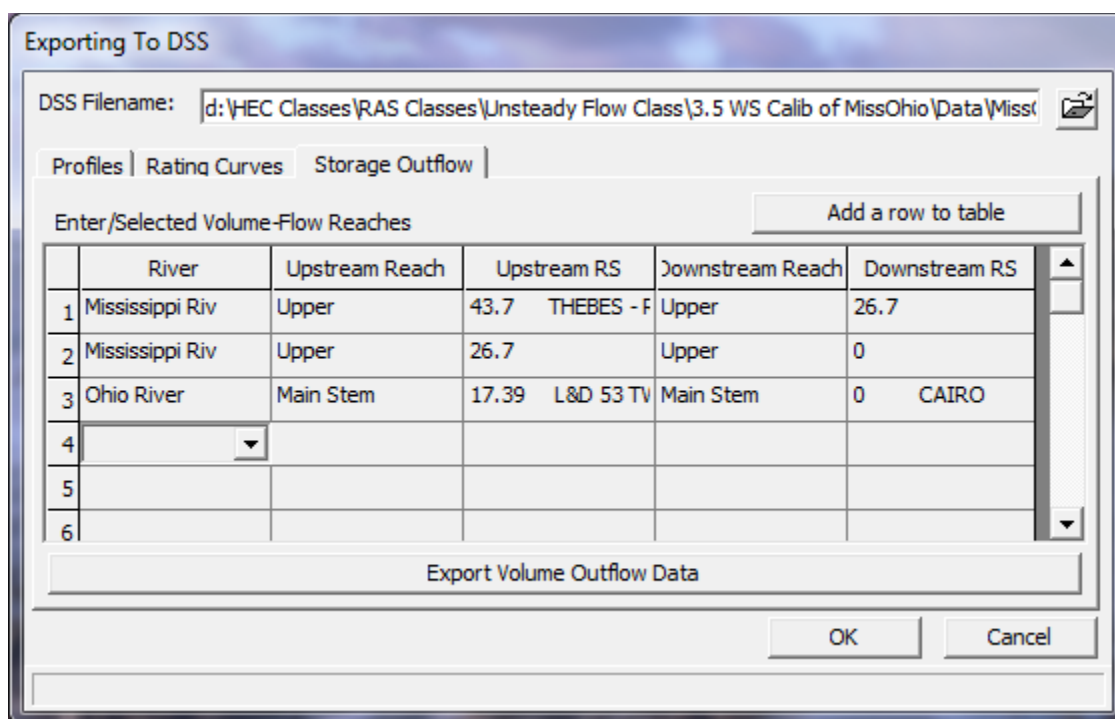 Exporting To DSS
DSS Filename: d:\HEC Classes\RAS Classes\Unsteady Flow Class\3.5 WS Calib of MissOhio\Data\Miss
Profiles Rating Curves Storage Outflow
Enter/Selected Volume-Flow Reaches Add a row to table
River Upstream Reach Upstream RS Downstream Reach Downstream RS
1 Mississippi Riv Upper 43.7 THEBES - Upper 26.7
2 Mississippi Riv Upper 26.7 Upper 0
3 Ohio River Main Stem 17.39 L&D 53 Main Stem 0 CAIRO
4
5
6
Export Volume Outflow Data
OK Cancel